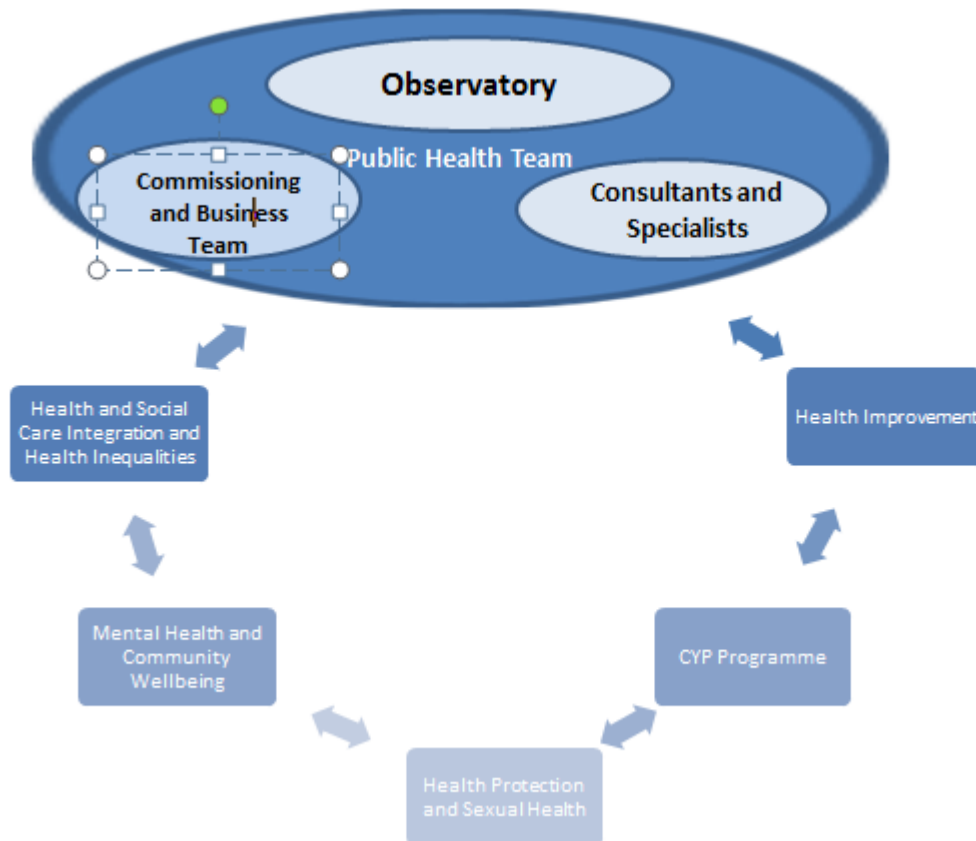 Observatory
Public Health Team
Commissioning
and Business
Team
Consultants and
Specialists
Health and Social
Care Integration and
Health Inequalities
Health Improvement
Mental Health and
Community
Wellbeing
CYP Programme
Health Protection
and Sexual Health